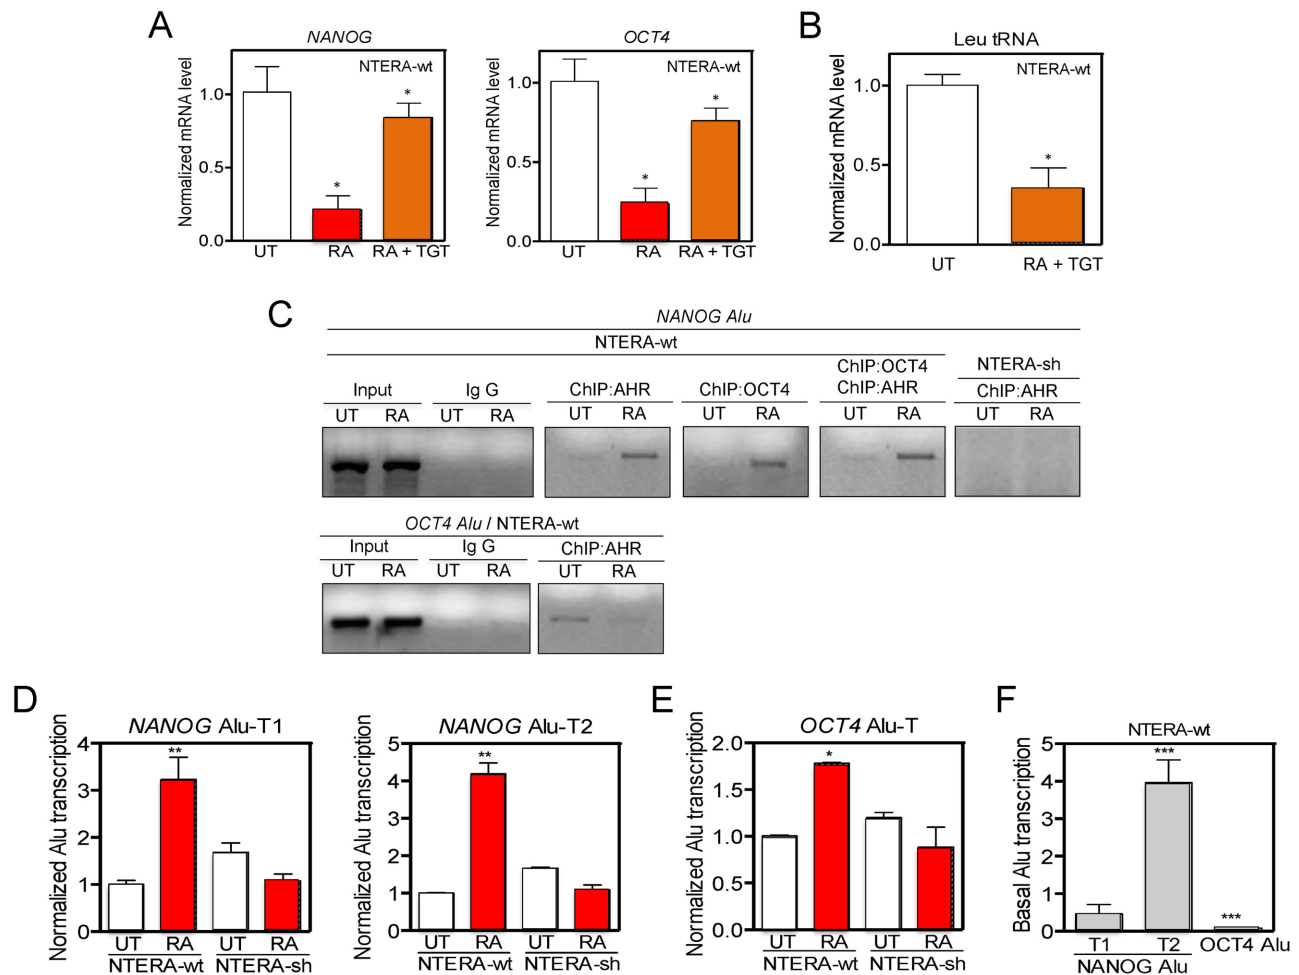 A
NANOG
Normalized mRNA level
NTERA-wt
1.0
0.5
0.0
*
*
UT
RA
RA + TGT
OCT4
Normalized mRNA level
NTERA-wt
1.0
0.5
0.0
*
*
UT
RA
RA + TGT
B
Leu tRNA
Normalized mRNA level
NTERA-wt
1.0
0.5
0.0
*
UT
RA + TGT
C
NANOG Alu
NTERA-wt
NTERA-sh
Input
Ig G
ChIP:AHR
ChIP:OCT4
ChIP:OCT4
ChIP:AHR
ChIP:AHR
UT RA UT RA UT RA UT RA UT RA UT RA
OCT4 Alu / NTERA-wt
Input Ig G ChIP:AHR
UT RA UT RA UT RA
D
NANOG Alu-T1
Normalized Alu transcription
4
3
2
1
0
**
UT RA UT RA
NTERA-wt NTERA-sh
NANOG Alu-T2
Normalized Alu transcription
5
4
3
2
1
0
**
UT RA UT RA
NTERA-wt NTERA-sh
E
OCT4 Alu-T
Normalized Alu transcription
2.0
1.5
1.0
0.5
0.0
*
UT RA UT RA
NTERA-wt NTERA-sh
F
NTERA-wt
Basal Alu transcription
5
4
3
2
1
0
***
***
T1 T2 OCT4 Alu
NANOG Alu